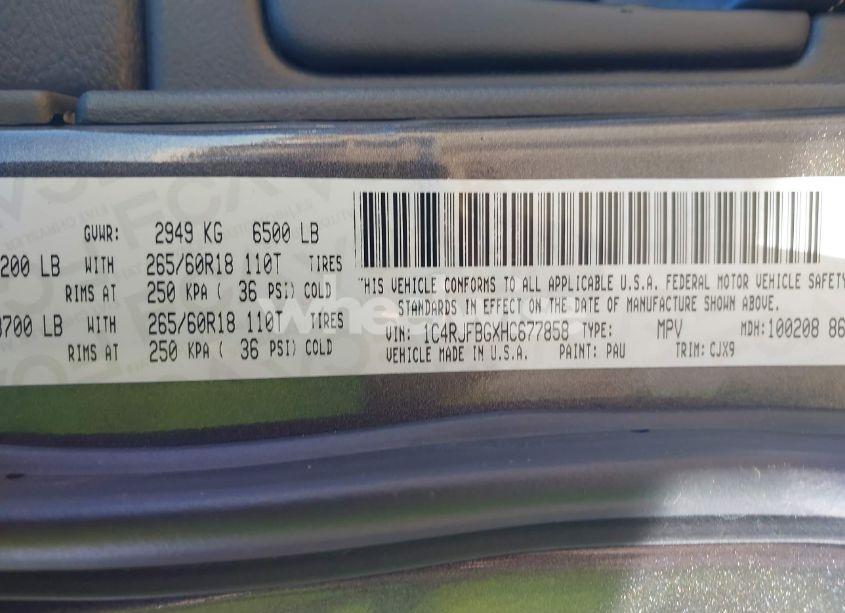 GVWR: 2949 KG 6500 LB
200 LB WITH 265/60R18 110T TIRES
RIMS AT 250 KPA ( 36 PSI) COLD
3700 LB WITH 265/60R18 110T TIRES
RIMS AT 250 KPA ( 36 PSI) COLD
THIS VEHICLE CONFORMS TO ALL APPLICABLE U.S.A. FEDERAL MOTOR VEHICLE SAFETY
STANDARDS IN EFFECT ON THE DATE OF MANUFACTURE SHOWN ABOVE.
VIN: 1C4RJFBGXHC677858 TYPE: MPV MDH:100208 86
VEHICLE MADE IN U.S.A. PAINT: PAU TRIM: CJX9